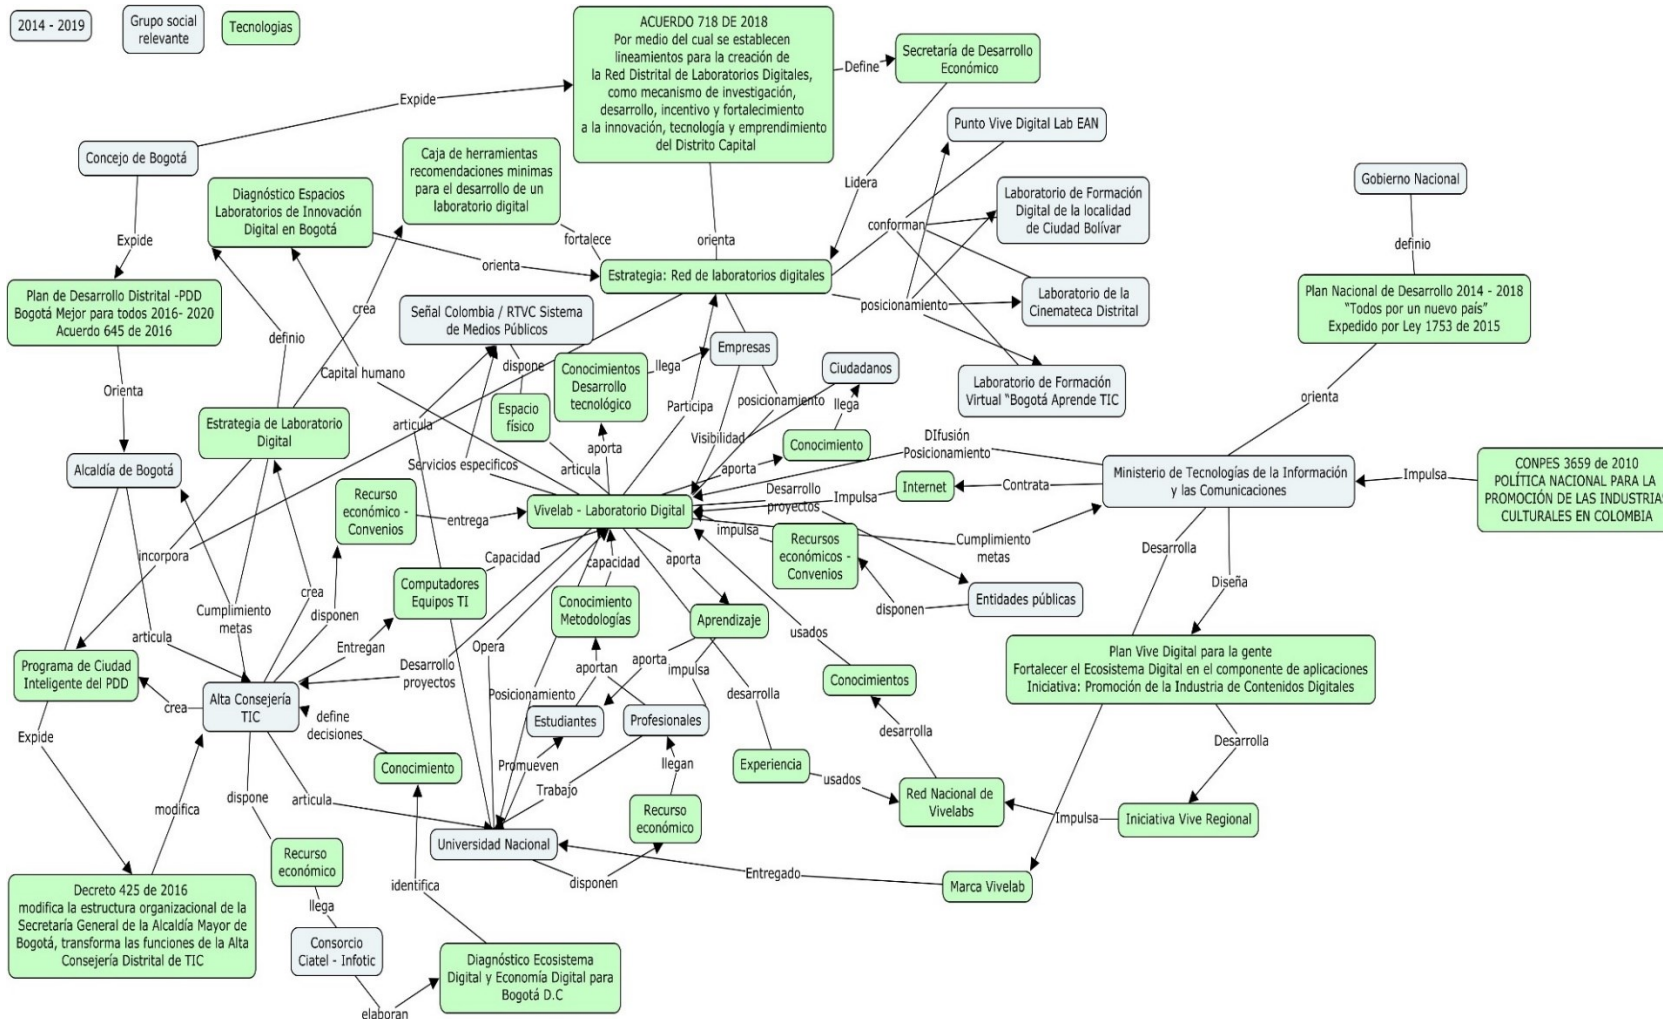 2014 - 2019
Grupo social
relevante
Tecnologias
ACUERDO 718 DE 2018
Por medio del cual se establecen
lineamientos para la creación de
la Red Distrital de Laboratorios Digitales,
como mecanismo de investigación,
desarrollo, incentivo y fortalecimiento
a la innovación, tecnología y emprendimiento
del Distrito Capital
Define
Secretaría de Desarrollo
Económico
Expide
Concejo de Bogotá
Caja de herramientas
recomendaciones minimas
para el desarrollo de un
laboratorio digital
Punto Vive Digital Lab EAN
Lidera
Gobierno Nacional
Diagnóstico Espacios
Laboratorios de Innovación
Digital en Bogotá
Laboratorio de Formación
Digital de la localidad
de Ciudad Bolívar
conforman
Expide
fortalece
orienta
definio
orienta
Estrategia: Red de laboratorios digitales
Plan de Desarrollo Distrital -PDD
Bogotá Mejor para todos 2016- 2020
Acuerdo 645 de 2016
crea
Señal Colombia / RTVC Sistema
de Medios Públicos
posicionamiento
Laboratorio de la
Cinemateca Distrital
Plan Nacional de Desarrollo 2014 - 2018
“Todos por un nuevo país”
Expedido por Ley 1753 de 2015
definio
Empresas
dispone
llega
Conocimientos
Desarrollo
tecnológico
Ciudadanos
Capital humano
Laboratorio de Formación
Virtual “Bogotá Aprende TIC
Orienta
orienta
Espacio
físico
Participa
posicionamiento
llega
Estrategia de Laboratorio
Digital
articula
aporta
Visibilidad
Conocimiento
DIfusión
Posicionamiento
Alcaldía de Bogotá
Servicios especificos
articula
aporta
Ministerio de Tecnologías de la Información
y las Comunicaciones
Impulsa
CONPES 3659 de 2010
POLÍTICA NACIONAL PARA LA
PROMOCIÓN DE LAS INDUSTRIAS
CULTURALES EN COLOMBIA
Recurso
económico -
Convenios
entrega
Vivelab - Laboratorio Digital
Desarrollo
proyectos
Impulsa
Internet
Contrata
impulsa
Recursos
económicos -
Convenios
Cumplimiento
metas
incorpora
Capacidad
capacidad
aporta
Desarrolla
Computadores
Equipos TI
Conocimiento
Metodologías
Diseña
crea
disponen
Cumplimiento
metas
disponen
Entidades públicas
Aprendizaje
usados
articula
Entregan
Opera
Programa de Ciudad
Inteligente del PDD
Desarrollo
proyectos
aportan
aporta
impulsa
Plan Vive Digital para la gente
Fortalecer el Ecosistema Digital en el componente de aplicaciones
Iniciativa: Promoción de la Industria de Contenidos Digitales
Conocimientos
Posicionamiento
desarrolla
Alta Consejería
TIC
crea
define
decisiones
Estudiantes
Profesionales
Expide
desarrolla
Desarrolla
Conocimiento
Promueven
llegan
Experiencia
usados
Trabajo
Red Nacional de
Vivelabs
dispone
articula
modifica
Recurso
económico
Impulsa
Iniciativa Vive Regional
Universidad Nacional
Recurso
económico
Entregado
disponen
identifica
Marca Vivelab
Decreto 425 de 2016
modifica la estructura organizacional de la
Secretaría General de la Alcaldía Mayor de
Bogotá, transforma las funciones de la Alta
Consejería Distrital de TIC
llega
Consorcio
Ciatel - Infotic
Diagnóstico Ecosistema
Digital y Economía Digital para
Bogotá D.C
elaboran